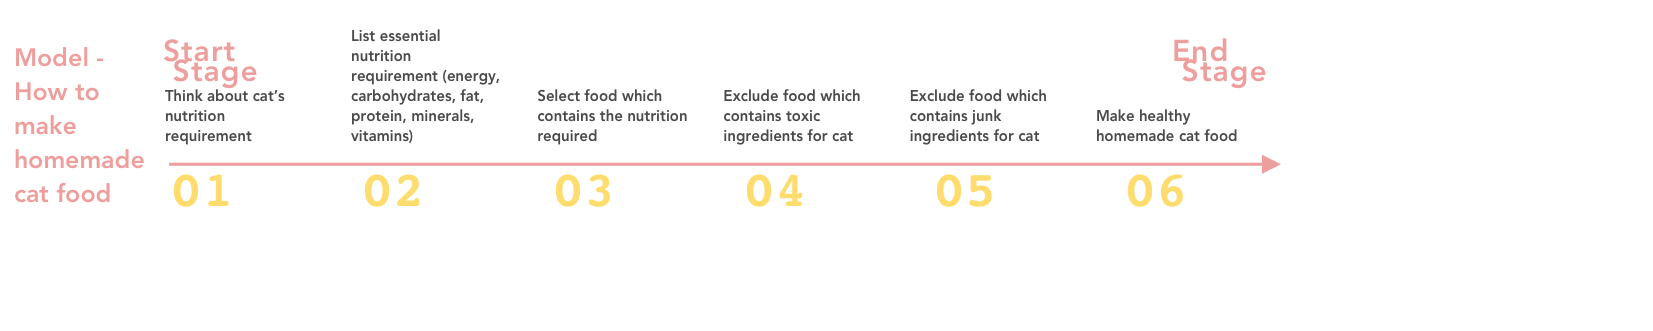 Model -
How to
make
homemade
cat food
Start
Stage
Think about cat’s
nutrition
requirement
List essential
nutrition
requirement (energy,
carbohydrates, fat,
protein, minerals,
vitamins)
Select food which
contains the nutrition
required
Exclude food which
contains toxic
ingredients for cat
Exclude food which
contains junk
ingredients for cat
End
Stage
Make healthy
homemade cat food
01
02
03
04
05
06